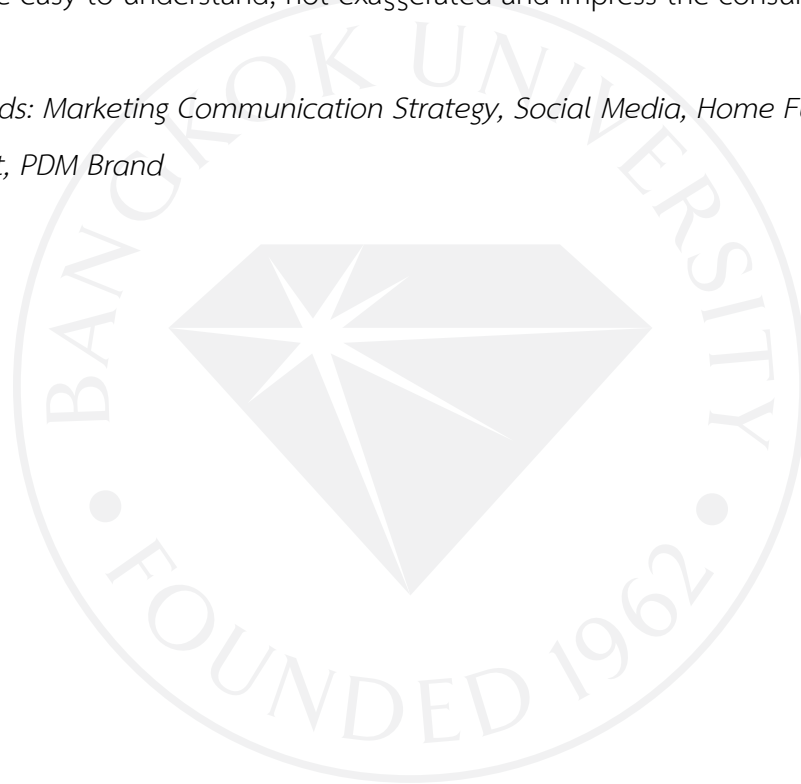 easy to understand, not exaggerated and impress the
ds: Marketing Communication Strategy, Social Media, Home
, PDM Brand
BANGKOK UNIVERSITY
FOUNDED 1962